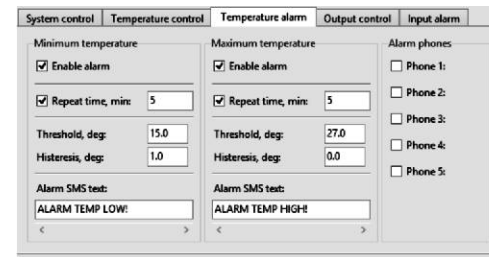 System control Temperature control Temperature alarm Output control Input alarm
Minimum temperature
Enable alarm
Repeat time, min: 5
Threshold, deg: 15.0
Histeresis, deg: 1.0
Alarm SMS text:
ALARM TEMP LOW!
Maximum temperature
Enable alarm
Repeat time, min: 5
Threshold, deg: 27.0
Histeresis, deg: 0.0
Alarm SMS text:
ALARM TEMP HIGH!
Alarm phones
Phone 1:
Phone 2:
Phone 3:
Phone 4:
Phone 5: